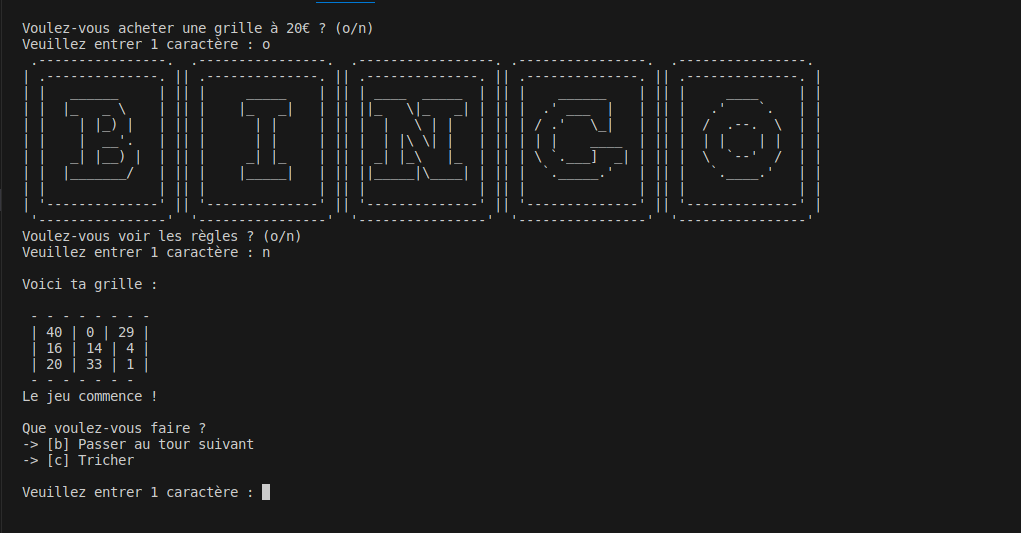 Voulez-vous acheter une grille à 20€ ? (o/n)
Veuillez entrer 1 caractère : o
BINGO
Voulez-vous voir les règles ? (o/n)
Veuillez entrer 1 caractère : n
Voici ta grille :
- - - - - - - -
| 40 | 0 | 29 |
| 16 | 14 | 4 |
| 20 | 33 | 1 |
- - - - - - -
Le jeu commence !
Que voulez-vous faire ?
-> [b] Passer au tour suivant
-> [c] Tricher
Veuillez entrer 1 caractère :